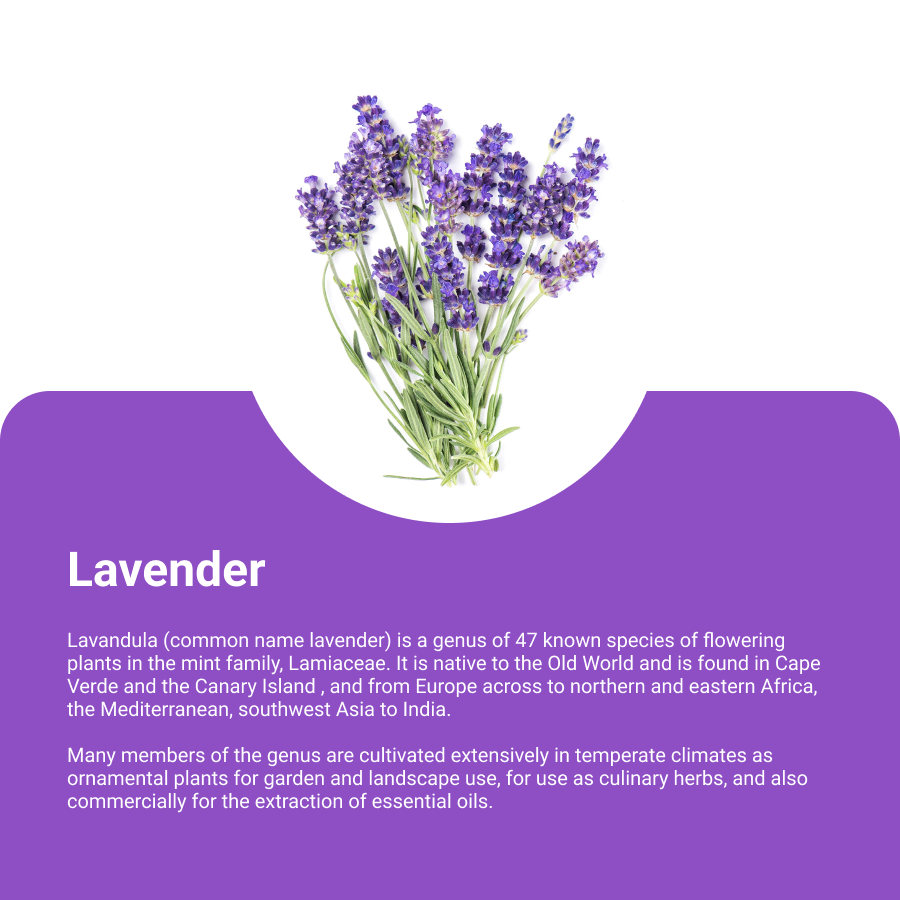 Lavender
Lavandula (common name lavender) is a genus of 47 known species of flowering
plants in the mint family, Lamiaceae. It is native to the Old World and is found in Cape
Verde and the Canary Island , and from Europe across to northern and eastern Africa,
the Mediterranean, southwest Asia to India.
Many members of the genus are cultivated extensively in temperate climates as
ornamental plants for garden and landscape use, for use as culinary herbs, and also
commercially for the extraction of essential oils.